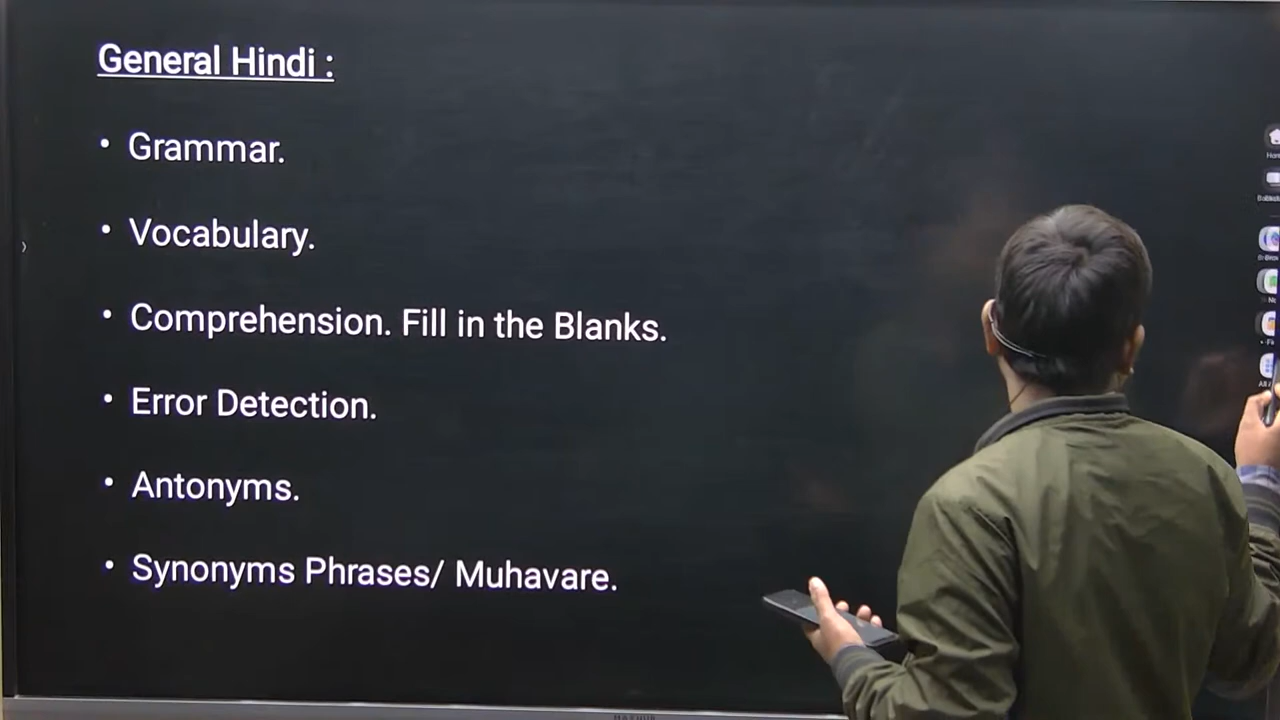 General Hindi :
• Grammar.
• Vocabulary.
• Comprehension. Fill in the Blanks.
• Error Detection.
• Antonyms.
• Synonyms Phrases/ Muhavare.